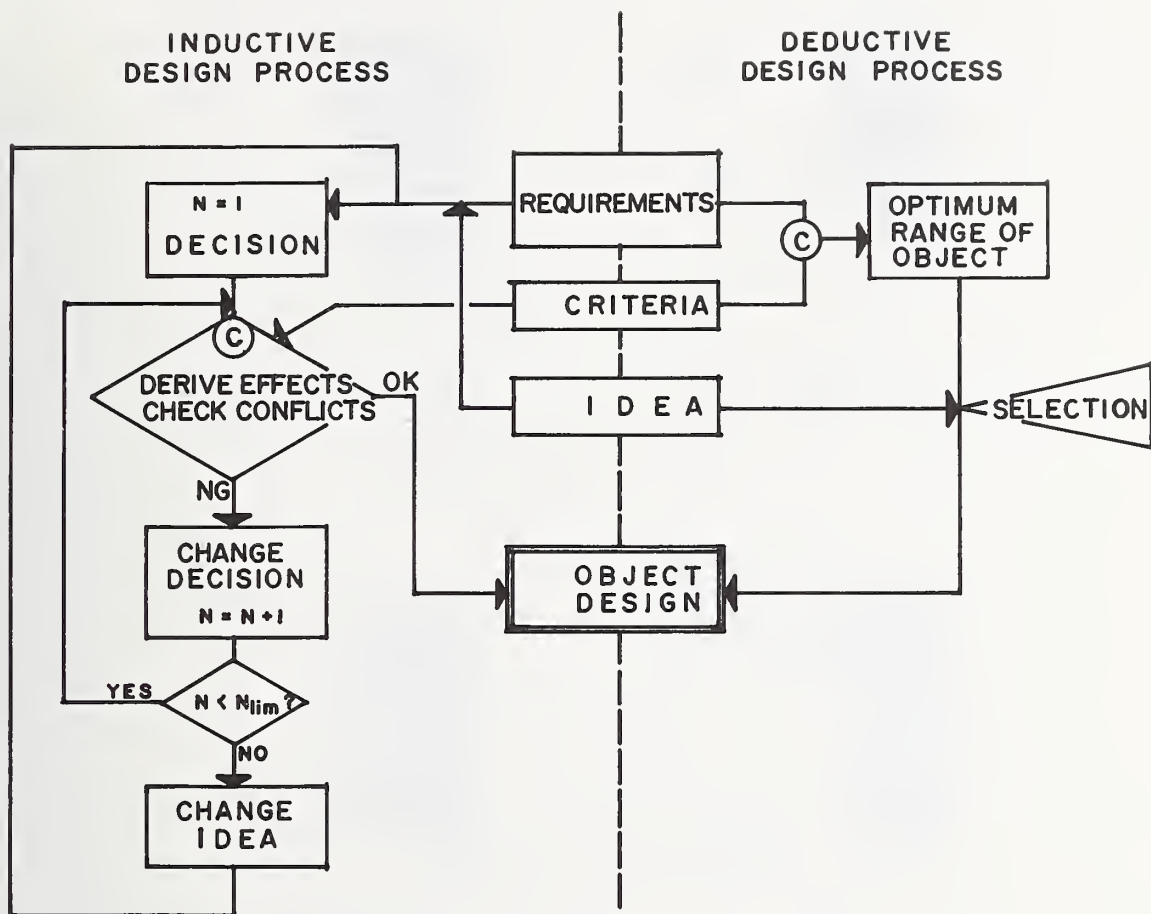 INDUCTIVE
DESIGN PROCESS
DEDUCTIVE
DESIGN PROCESS
N = 1
DECISION
REQUIREMENTS
C
OPTIMUM
RANGE OF
OBJECT
CRITERIA
C
DERIVE EFFECTS
CHECK CONFLICTS
OK
IDEA
SELECTION
NG
CHANGE
DECISION
N = N+1
OBJECT
DESIGN
YES
N < Nlim ?
NO
CHANGE
IDEA